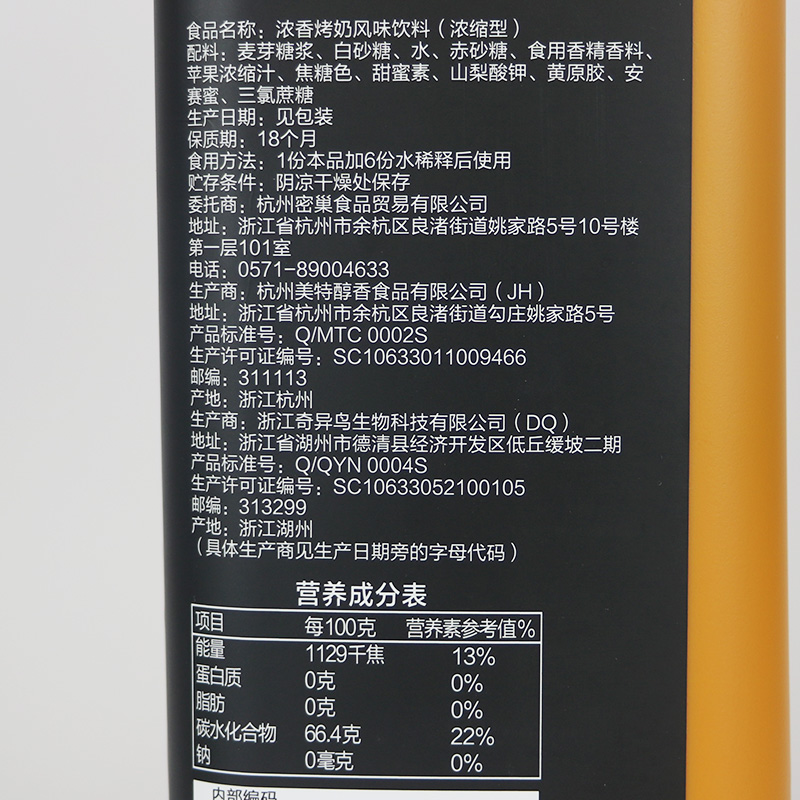 食品名称：浓香烤奶风味饮料（浓缩型）
配料：麦芽糖浆、白砂糖、水、赤砂糖、食用香精香料、
苹果浓缩汁、焦糖色、甜蜜素、山梨酸钾、黄原胶、安
赛蜜、三氯蔗糖
生产日期：见包装
保质期：18个月
食用方法：1份本品加6份水稀释后使用
贮存条件：阴凉干燥处保存
委托商：杭州密巢食品贸易有限公司
地址：浙江省杭州市余杭区良渚街道姚家路5号10号楼
第一层101室
电话：0571-89004633
生产商：杭州美特醇香食品有限公司（JH）
地址：浙江省杭州市余杭区良渚街道勾庄姚家路5号
产品标准号：Q/MTC 0002S
生产许可证编号：SC10633011009466
邮编：311113
产地：浙江杭州
生产商：浙江奇异鸟生物科技有限公司（DQ）
地址：浙江省湖州市德清县经济开发区低丘缓坡二期
产品标准号：Q/QYN 0004S
生产许可证编号：SC10633052100105
邮编：313299
产地：浙江湖州
（具体生产商见生产日期旁的字母代码）
营养成分表
项目 每100克 营养素参考值%
能量 1129千焦 13%
蛋白质 0克 0%
脂肪 0克 0%
碳水化合物 66.4克 22%
钠 0毫克 0%
内部编码